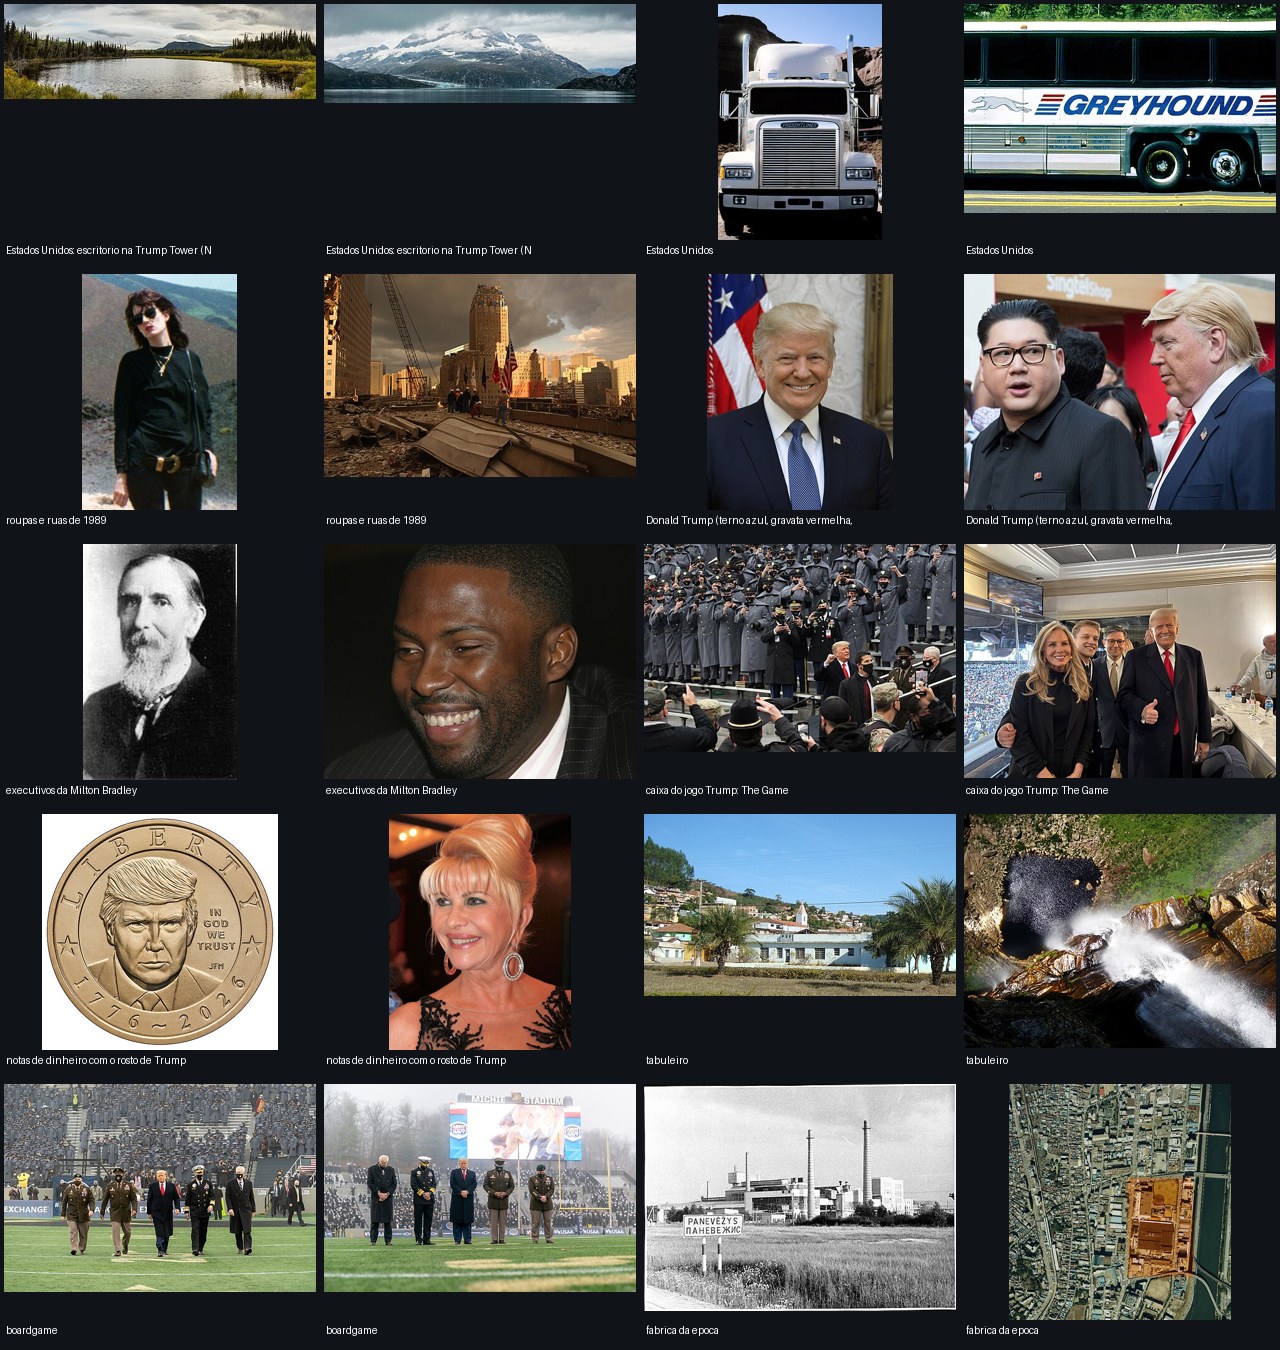 GREYHOUND
Estados Unidos: escritorio na Trump Tower (N
Estados Unidos: escritorio na Trump Tower (N
Estados Unidos
Estados Unidos
Singtel Shop
roupas e ruas de 1989
roupas e ruas de 1989
Donald Trump (terno azul, gravata vermelha,
Donald Trump (terno azul, gravata vermelha,
executivos da Milton Bradley
executivos da Milton Bradley
caixa do jogo Trump: The Game
caixa do jogo Trump: The Game
LIBERTY
IN
GOD
WE
TRUST
JFM
1776~2026
notas de dinheiro com o rosto de Trump
notas de dinheiro com o rosto de Trump
tabuleiro
tabuleiro
EXCHANGE
EXCH
MICHIE STADIUM
PANEVĖŽYS
ПАНЕВЕЖИС
boardgame
boardgame
fabrica da epoca
fabrica da epoca